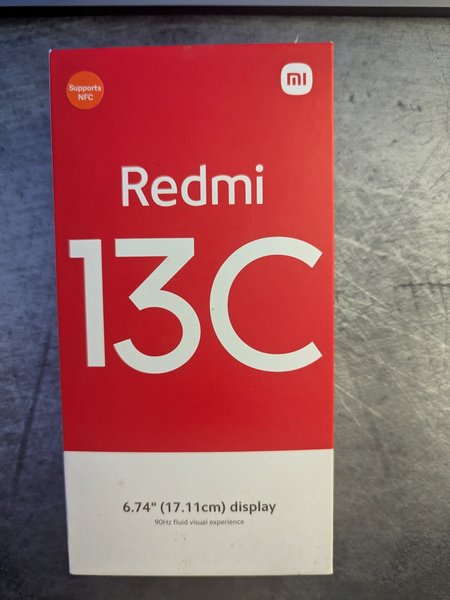 Supports
NFC
mi
Redmi
13C
6.74" (17.11cm) display
90Hz fluid visual experience